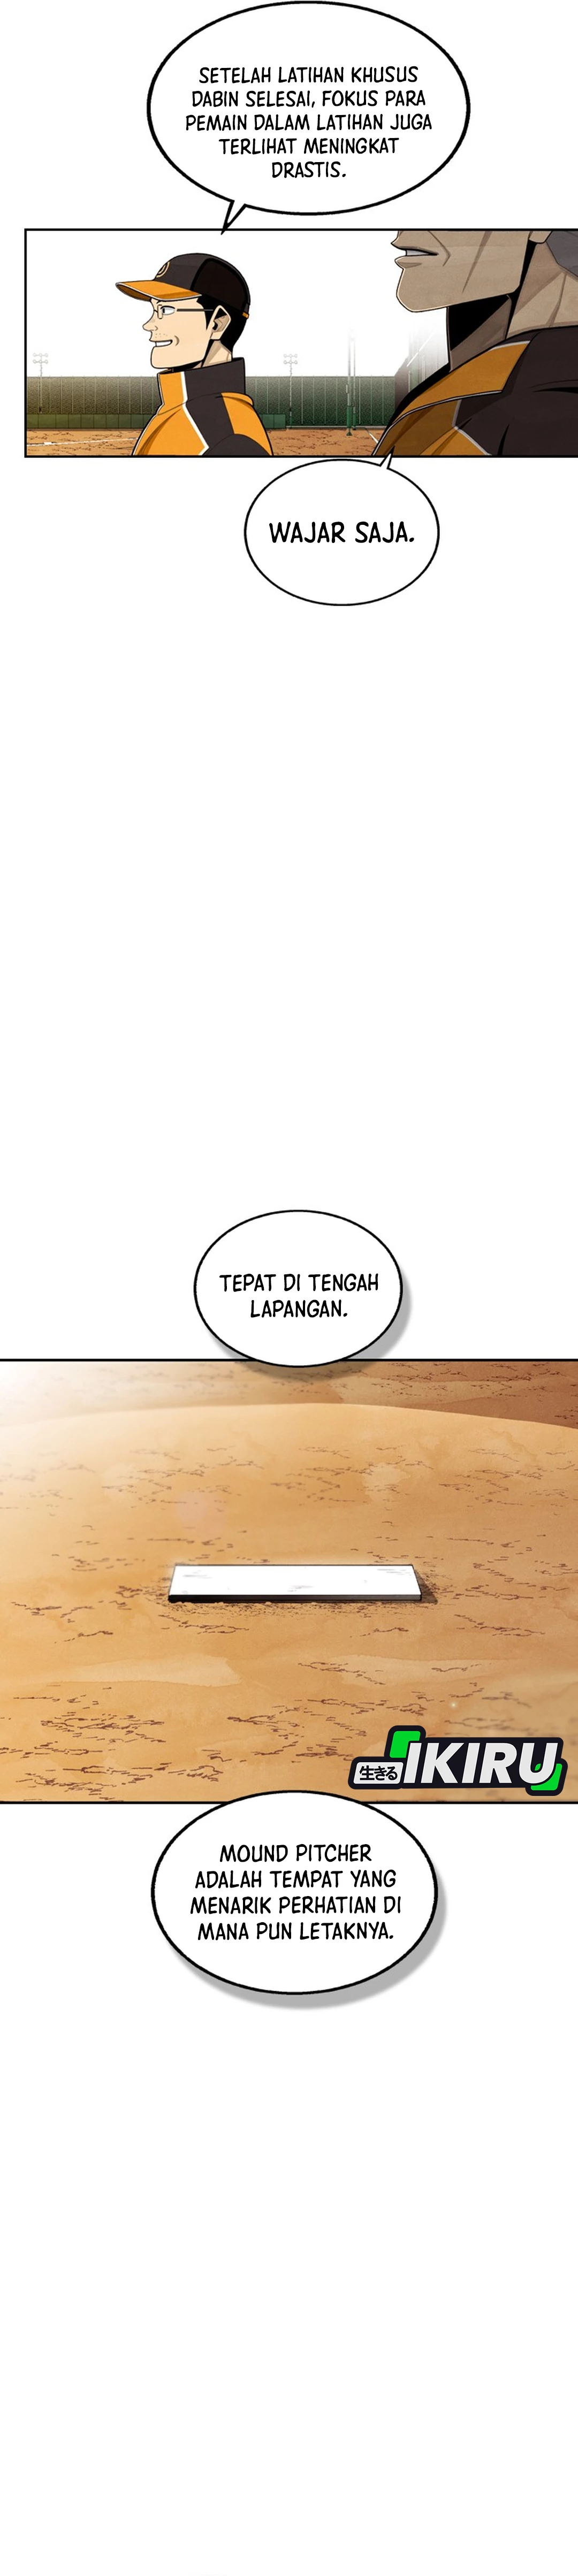 SETELAH LATIHAN KHUSUS
DABIN SELESAI, FOKUS PARA
PEMAIN DALAM LATIHAN JUGA
TERLIHAT MENINGKAT
DRASTIS.
WAJAR SAJA.
TEPAT DI TENGAH
LAPANGAN.
生きる IKIRU
MOUND PITCHER
ADALAH TEMPAT YANG
MENARIK PERHATIAN DI
MANA PUN LETAKNYA.